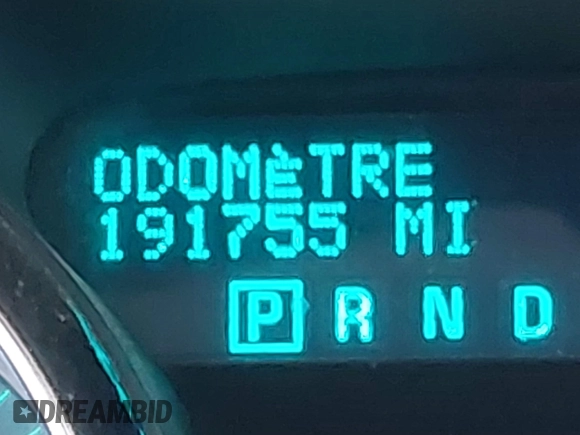 ODOMÈTRE
191755 MI
P R N D
DREAMBID